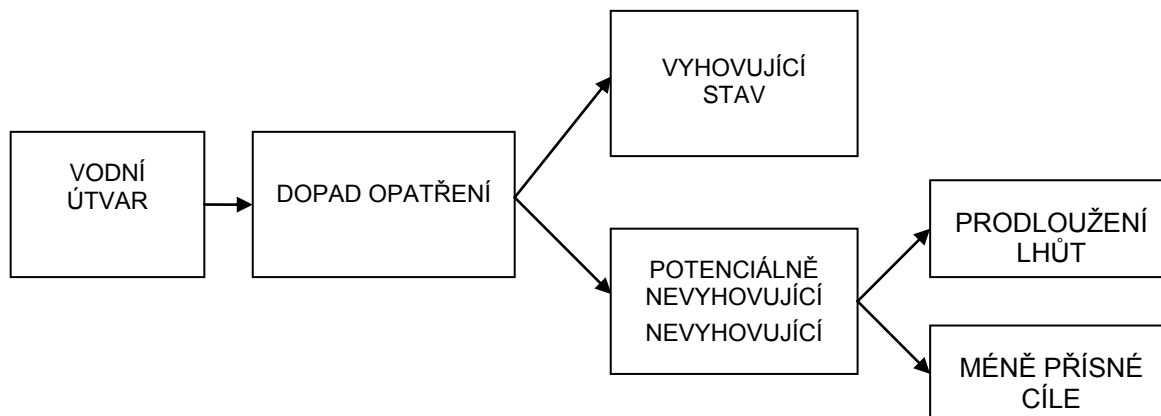 VODNÍ
ÚTVAR
DOPAD OPATŘENÍ
VYHOVUJÍCÍ
STAV
POTENCIÁLNĚ
NEVYHOVUJÍCÍ
NEVYHOVUJÍCÍ
PRODLOUŽENÍ
LHŮT
MÉNĚ PŘÍSNÉ
CÍLE